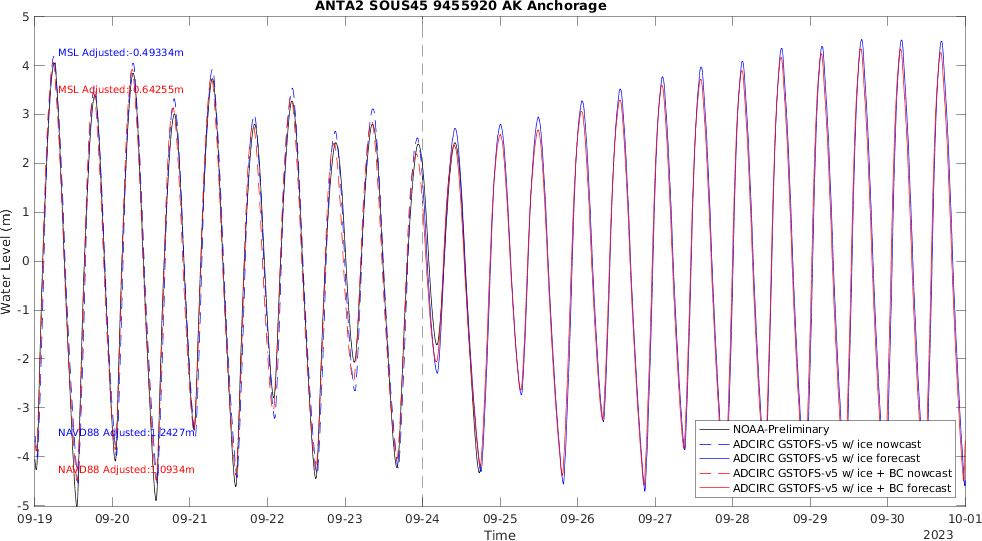 ANTA2 SOUS45 9455920 AK Anchorage
5
4
3
2
1
0
-1
-2
-3
-4
-5
Water Level (m)
MSL Adjusted:-0.49334m
MSL Adjusted:-0.64255m
NAVD88 Adjusted:1.2427m
NAVD88 Adjusted:1.0934m
NOAA-Preliminary
ADCIRC GSTOFS-v5 w/ ice nowcast
ADCIRC GSTOFS-v5 w/ ice forecast
ADCIRC GSTOFS-v5 w/ ice + BC nowcast
ADCIRC GSTOFS-v5 w/ ice + BC forecast
09-19 09-20 09-21 09-22 09-23 09-24 09-25 09-26 09-27 09-28 09-29 09-30 10-01
Time
2023